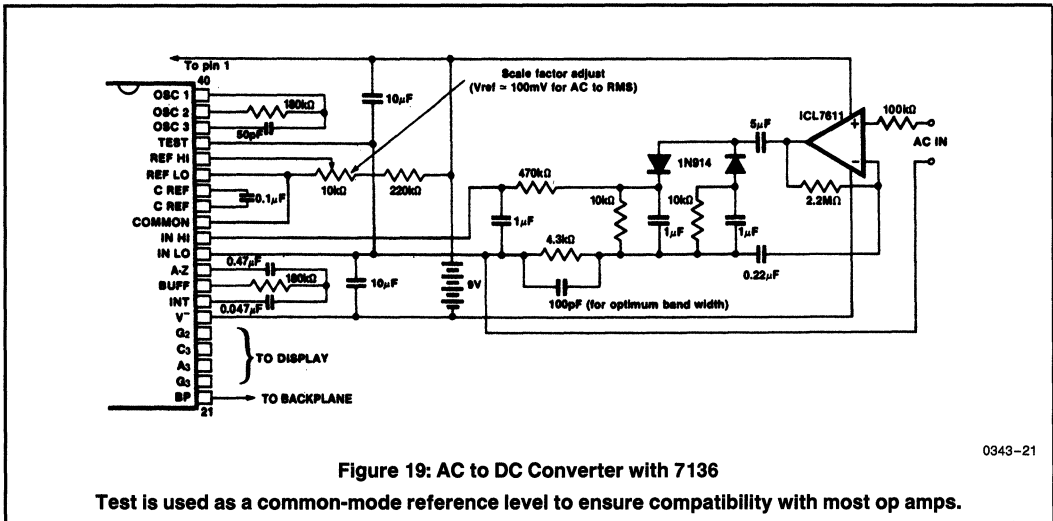 To pin 1
40
Scale factor adjust
(Vref ≃ 100mV for AC to RMS)
OSC 1
OSC 2
OSC 3
TEST
REF HI
REF LO
C REF
C REF
COMMON
IN HI
IN LO
A-Z
BUFF
INT
V−
G2
C3
A3
G3
BP
21
180kΩ
50pF
10μF
10kΩ
220kΩ
0.1μF
470kΩ
1μF
10kΩ
1μF
10kΩ
1μF
1N914
5μF
ICL7611
+
−
100kΩ
AC IN
2.2MΩ
0.22μF
4.3kΩ
100pF (for optimum band width)
0.47μF
180kΩ
0.047μF
10μF
9V
TO DISPLAY
TO BACKPLANE
0343–21
Figure 19: AC to DC Converter with 7136
Test is used as a common-mode reference level to ensure compatibility with most op amps.